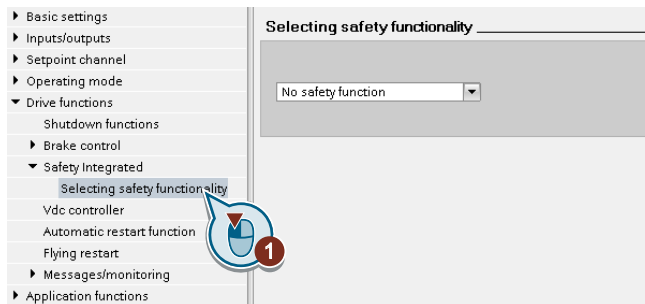 Basic settings
Inputs/outputs
Setpoint channel
Operating mode
Drive functions
Shutdown functions
Brake control
Safety Integrated
Selecting safety functionality
Vdc controller
Automatic restart function
Flying restart
Messages/monitoring
Application functions
Selecting safety functionality
No safety function
1